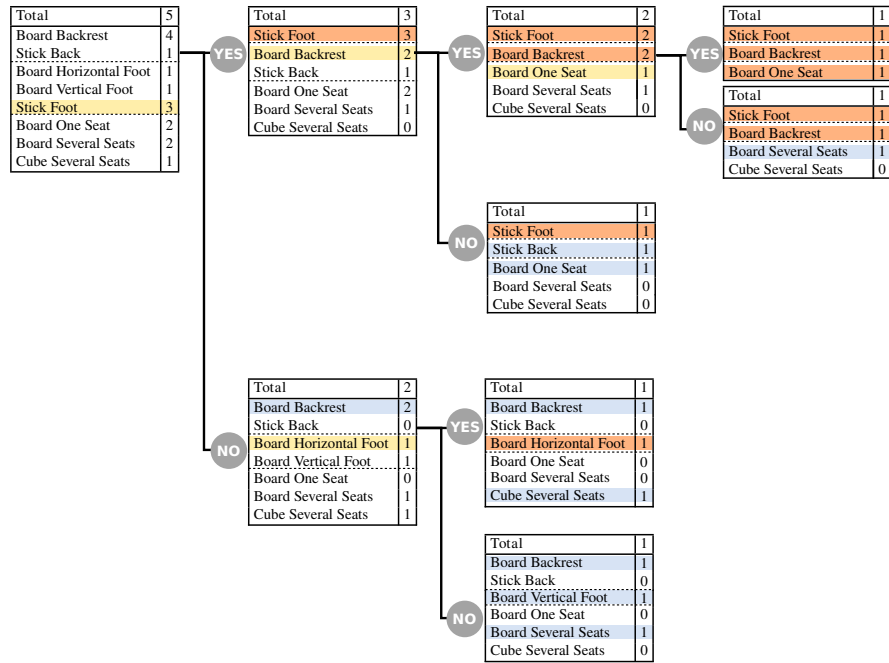 Total 5
Board Backrest 4
Stick Back 1
Board Horizontal Foot 1
Board Vertical Foot 1
Stick Foot 3
Board One Seat 2
Board Several Seats 2
Cube Several Seats 1
YES
Total 3
Stick Foot 3
Board Backrest 2
Stick Back 1
Board One Seat 2
Board Several Seats 1
Cube Several Seats 0
YES
Total 2
Stick Foot 2
Board Backrest 2
Board One Seat 1
Board Several Seats 1
Cube Several Seats 0
YES
Total 1
Stick Foot 1
Board Backrest 1
Board One Seat 1
NO
Total 1
Stick Foot 1
Board Backrest 1
Board Several Seats 1
Cube Several Seats 0
NO
Total 1
Stick Foot 1
Stick Back 1
Board One Seat 1
Board Several Seats 0
Cube Several Seats 0
NO
Total 2
Board Backrest 2
Stick Back 0
Board Horizontal Foot 1
Board Vertical Foot 1
Board One Seat 0
Board Several Seats 1
Cube Several Seats 1
YES
Total 1
Board Backrest 1
Stick Back 0
Board Horizontal Foot 1
Board One Seat 0
Board Several Seats 0
Cube Several Seats 1
NO
Total 1
Board Backrest 1
Stick Back 0
Board Vertical Foot 1
Board One Seat 0
Board Several Seats 1
Cube Several Seats 0